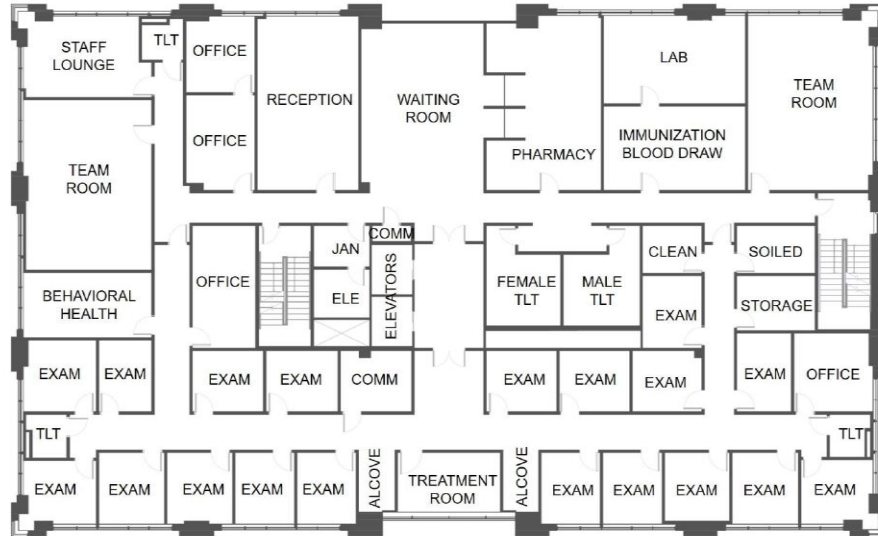 STAFF
LOUNGE
TLT
OFFICE
RECEPTION
WAITING
ROOM
LAB
TEAM
ROOM
OFFICE
TEAM
ROOM
PHARMACY
IMMUNIZATION
BLOOD DRAW
BEHAVIORAL
HEALTH
OFFICE
JAN
COMM
ELE
ELEVATORS
FEMALE
TLT
MALE
TLT
CLEAN
SOILED
EXAM
STORAGE
EXAM
EXAM
EXAM
EXAM
COMM
EXAM
EXAM
EXAM
EXAM
OFFICE
TLT
TLT
EXAM
EXAM
EXAM
EXAM
EXAM
ALCOVE
TREATMENT
ROOM
ALCOVE
EXAM
EXAM
EXAM
EXAM
EXAM